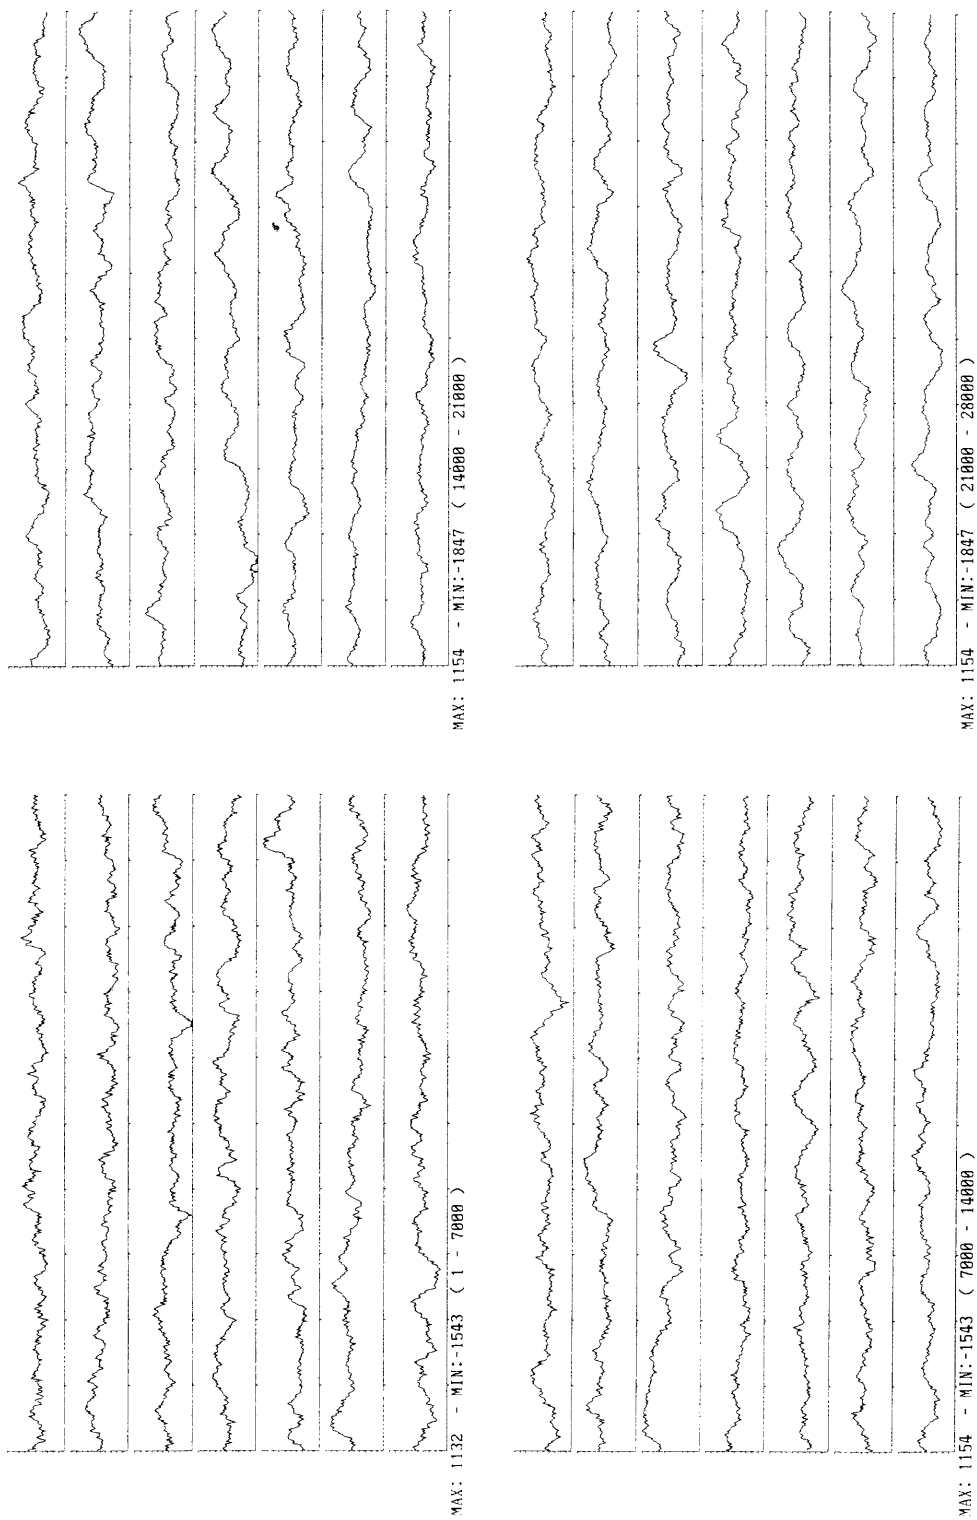 MAX: 1132 - MIN:-1543 ( 1 - 7000 )
MAX: 1154 - MIN:-1543 ( 7000 - 14000 )
MAX: 1154 - MIN:-1847 ( 14000 - 21000 )
MAX: 1154 - MIN:-1847 ( 21000 - 28000 )